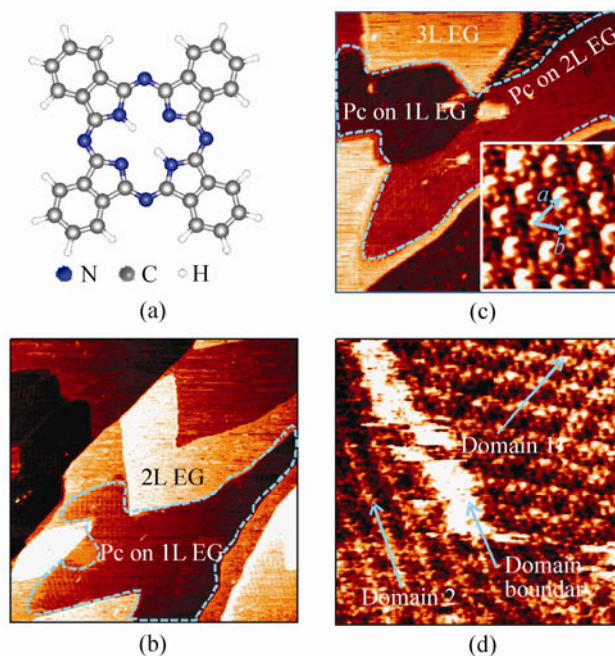 3L EG
Pc on 2L EG
Pc on 1L EG
a
b
N
C
H
(a)
(c)
2L EG
Pc on 1L EG
Domain 1
Domain 2
Domain
boundary
(b)
(d)